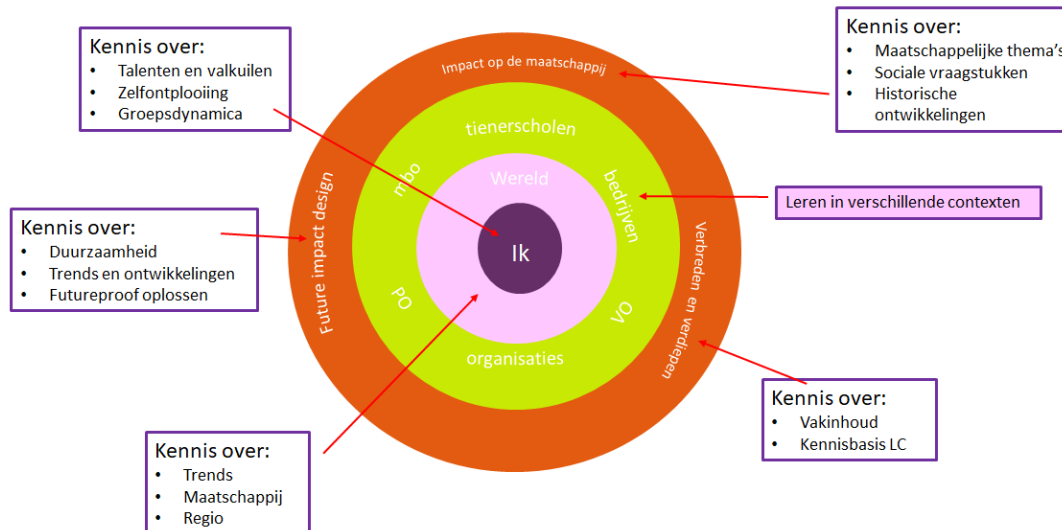 Kennis over:
• Talenten en valkuilen
• Zelfontplooiing
• Groepsdynamica
Kennis over:
• Maatschappelijke thema's
• Sociale vraagstukken
• Historische
ontwikkelingen
Impact op de maatschappij
tienerscholen
mbo
Wereld
bedrijven
Leren in verschillende contexten
Ik
Future impact design
Verbreden en verdiepen
Kennis over:
• Duurzaamheid
• Trends en ontwikkelingen
• Futureproof oplossen
PO
VO
organisaties
Kennis over:
• Vakinhoud
• Kennisbasis LC
Kennis over:
• Trends
• Maatschappij
• Regio